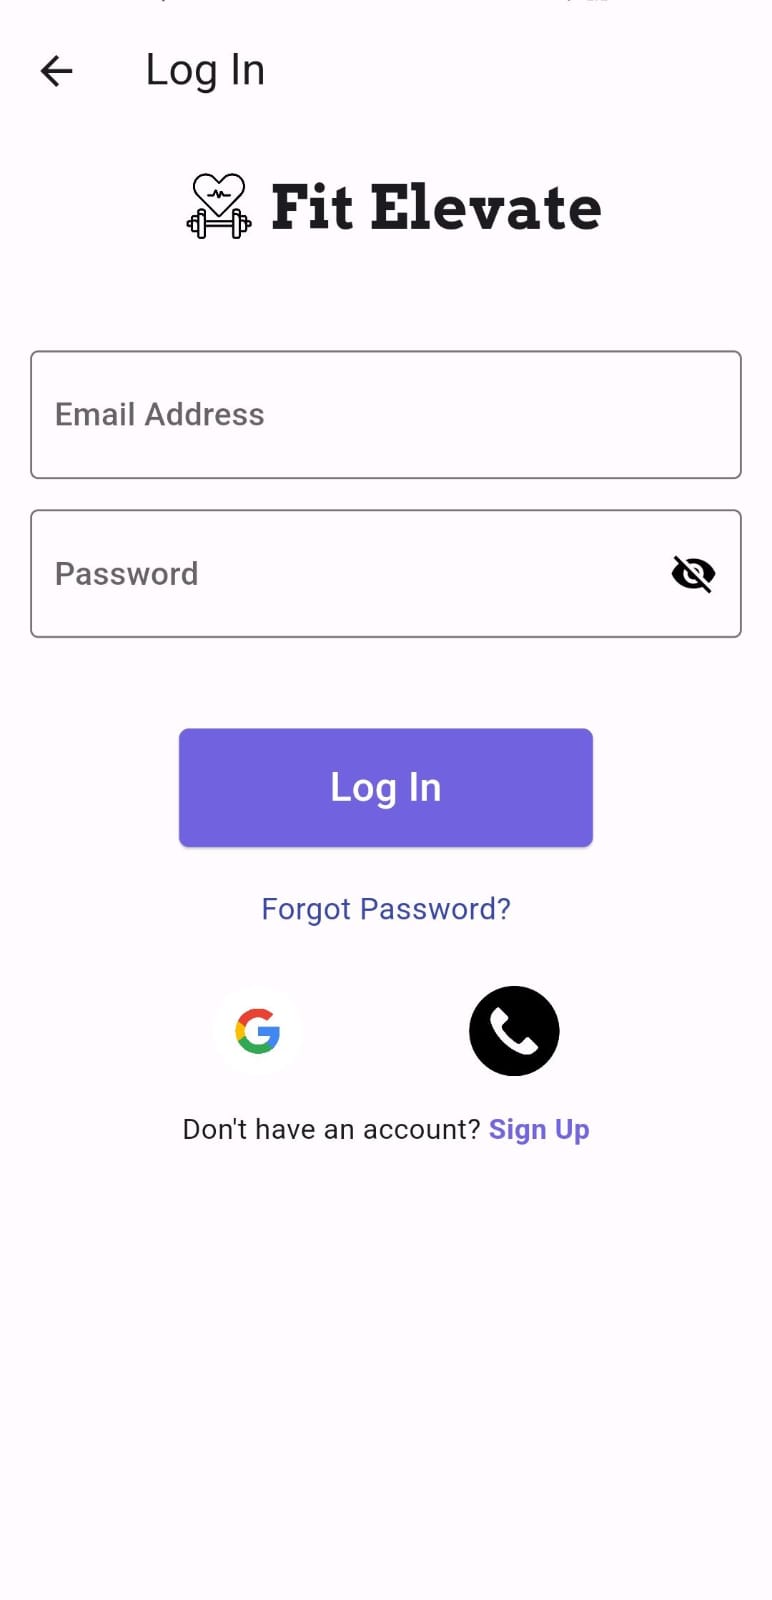 Log In
Fit Elevate
Email Address
Password
Log In
Forgot Password?
Don't have an account? Sign Up